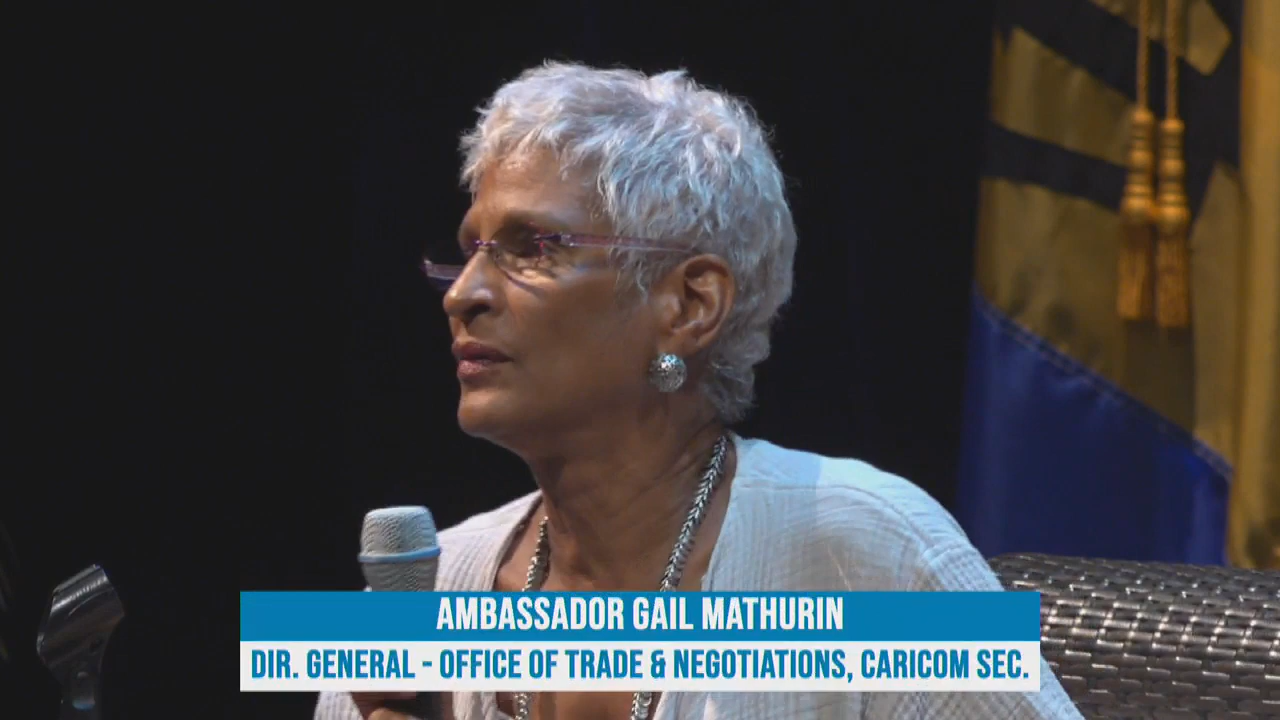 AMBASSADOR GAIL MATHURIN
DIR. GENERAL - OFFICE OF TRADE & NEGOTIATIONS, CARICOM SEC.